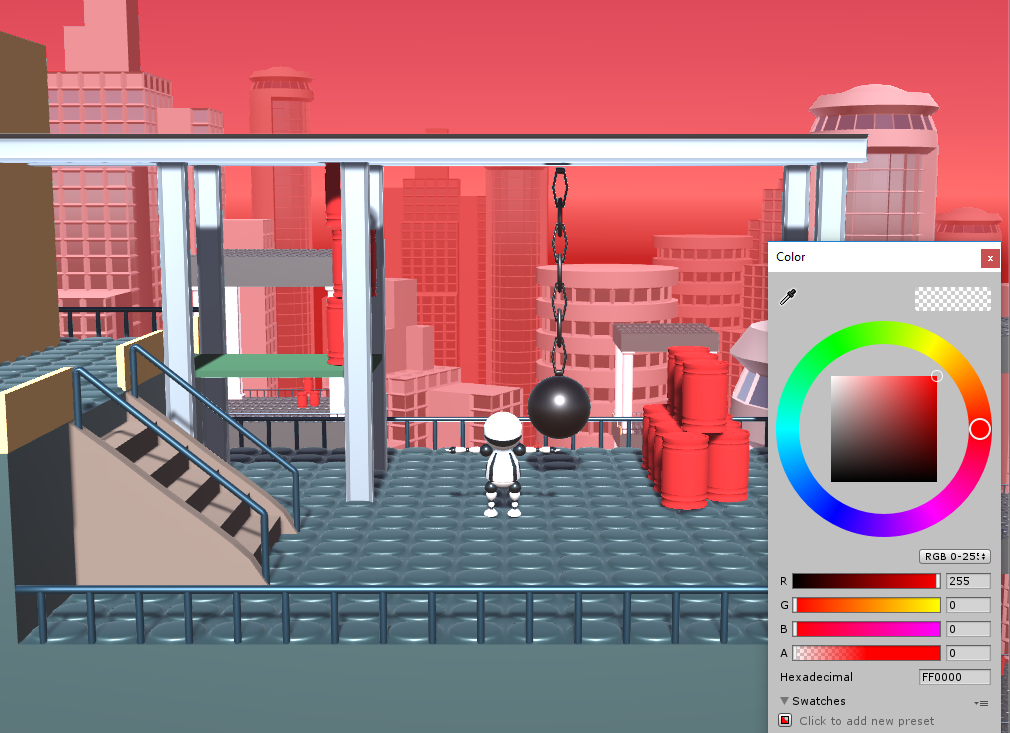 Color
x
RGB 0-255
R 255
G 0
B 0
A 0
Hexadecimal FF0000
Swatches
Click to add new preset